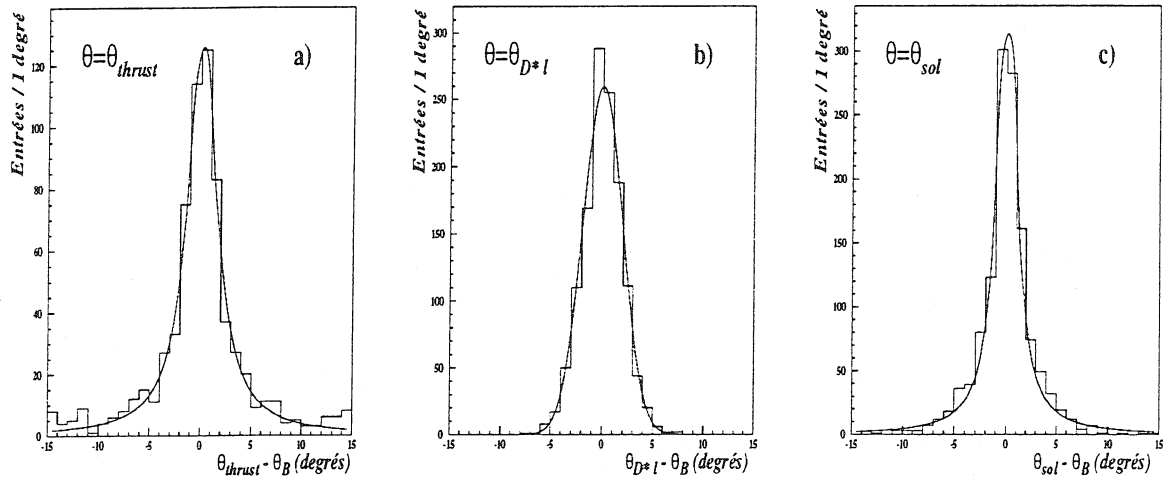 Entrées / 1 degré
θ=θthrust
a)
120
100
80
60
40
20
0
-15 -10 -5 0 5 10 15
θthrust - θB (degrés)
Entrées / 1 degré
θ=θD*l
b)
300
250
200
150
100
50
0
-15 -10 -5 0 5 10 15
θD*l - θB (degrés)
Entrées / 1 degré
θ=θsol
c)
300
250
200
150
100
50
0
-15 -10 -5 0 5 10 15
θsol - θB (degrés)